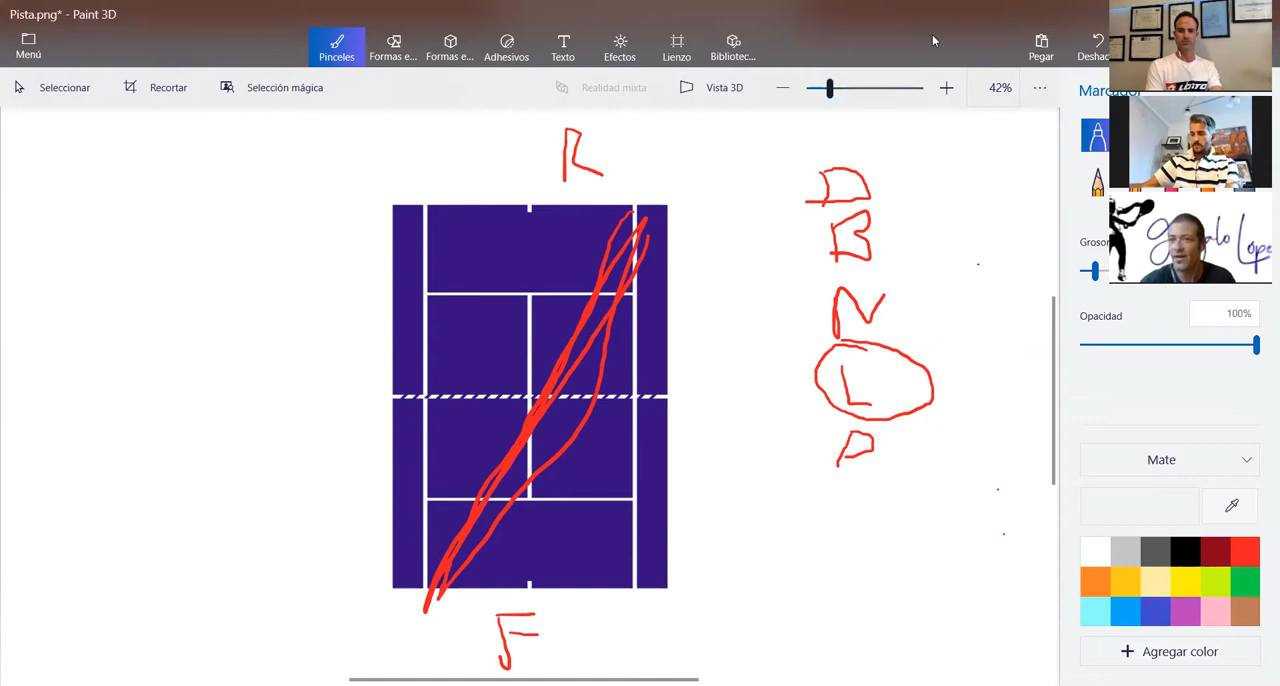 Pista.png* - Paint 3D
Menú
Pinceles
Formas e...
Formas e...
Adhesivos
Texto
Efectos
Lienzo
Bibliotec...
Pegar
Deshac
Seleccionar
Recortar
Selección mágica
Realidad mixta
Vista 3D
42%
Marcador
Grosor
Opacidad
100%
Mate
Agregar color
R
D
B
N
L
P
F